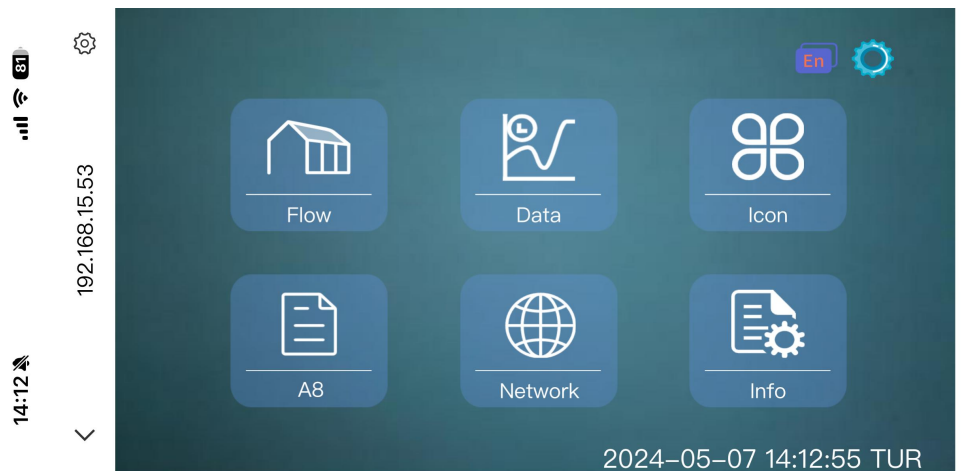 14:12
81
192.168.15.53
En
Flow
Data
Icon
A8
Network
Info
2024–05–07 14:12:55 TUR